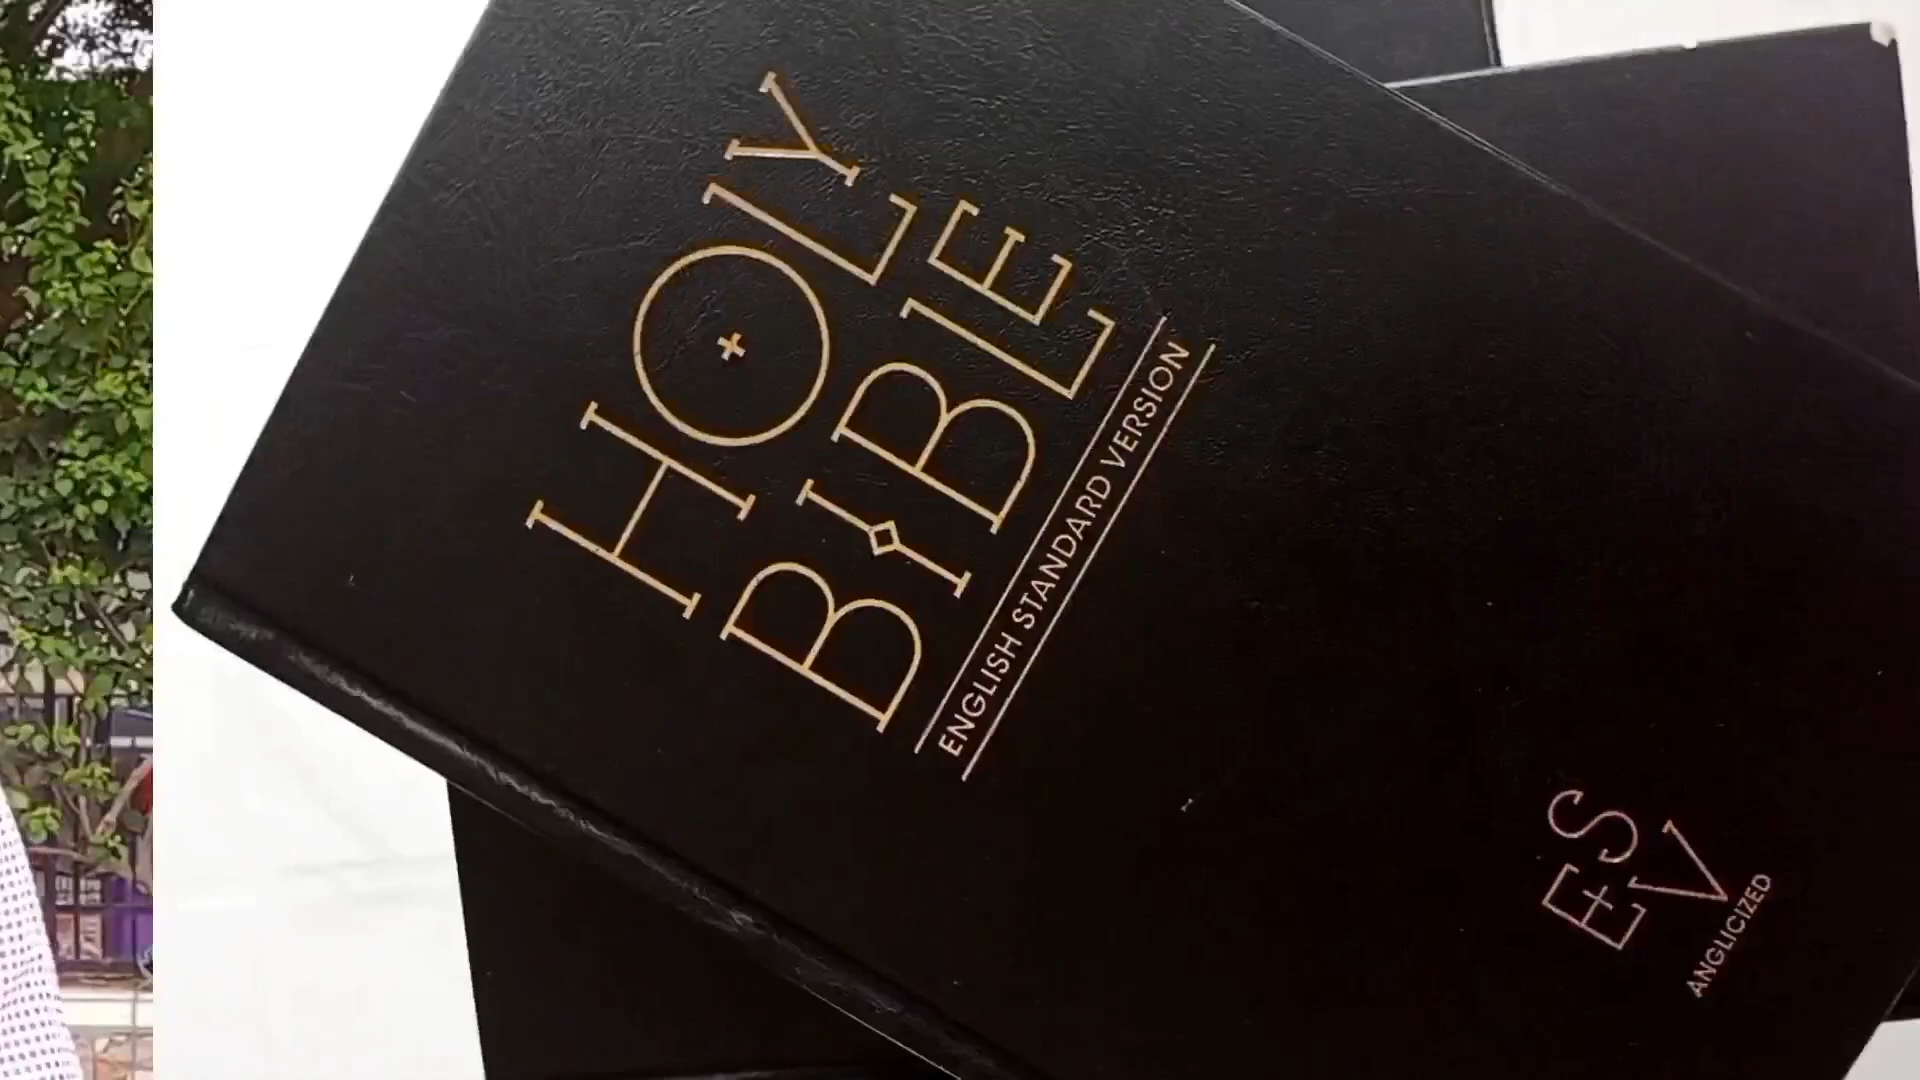 HOLY
BIBLE
ENGLISH STANDARD VERSION
ESV
ANGLICIZED